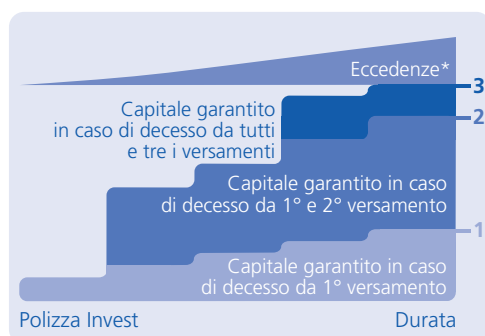 Eccedenze*
3
Capitale garantito
in caso di decesso da tutti
e tre i versamenti
2
Capitale garantito in caso
di decesso da 1° e 2° versamento
1
Capitale garantito in caso
di decesso da 1° versamento
Polizza Invest
Durata